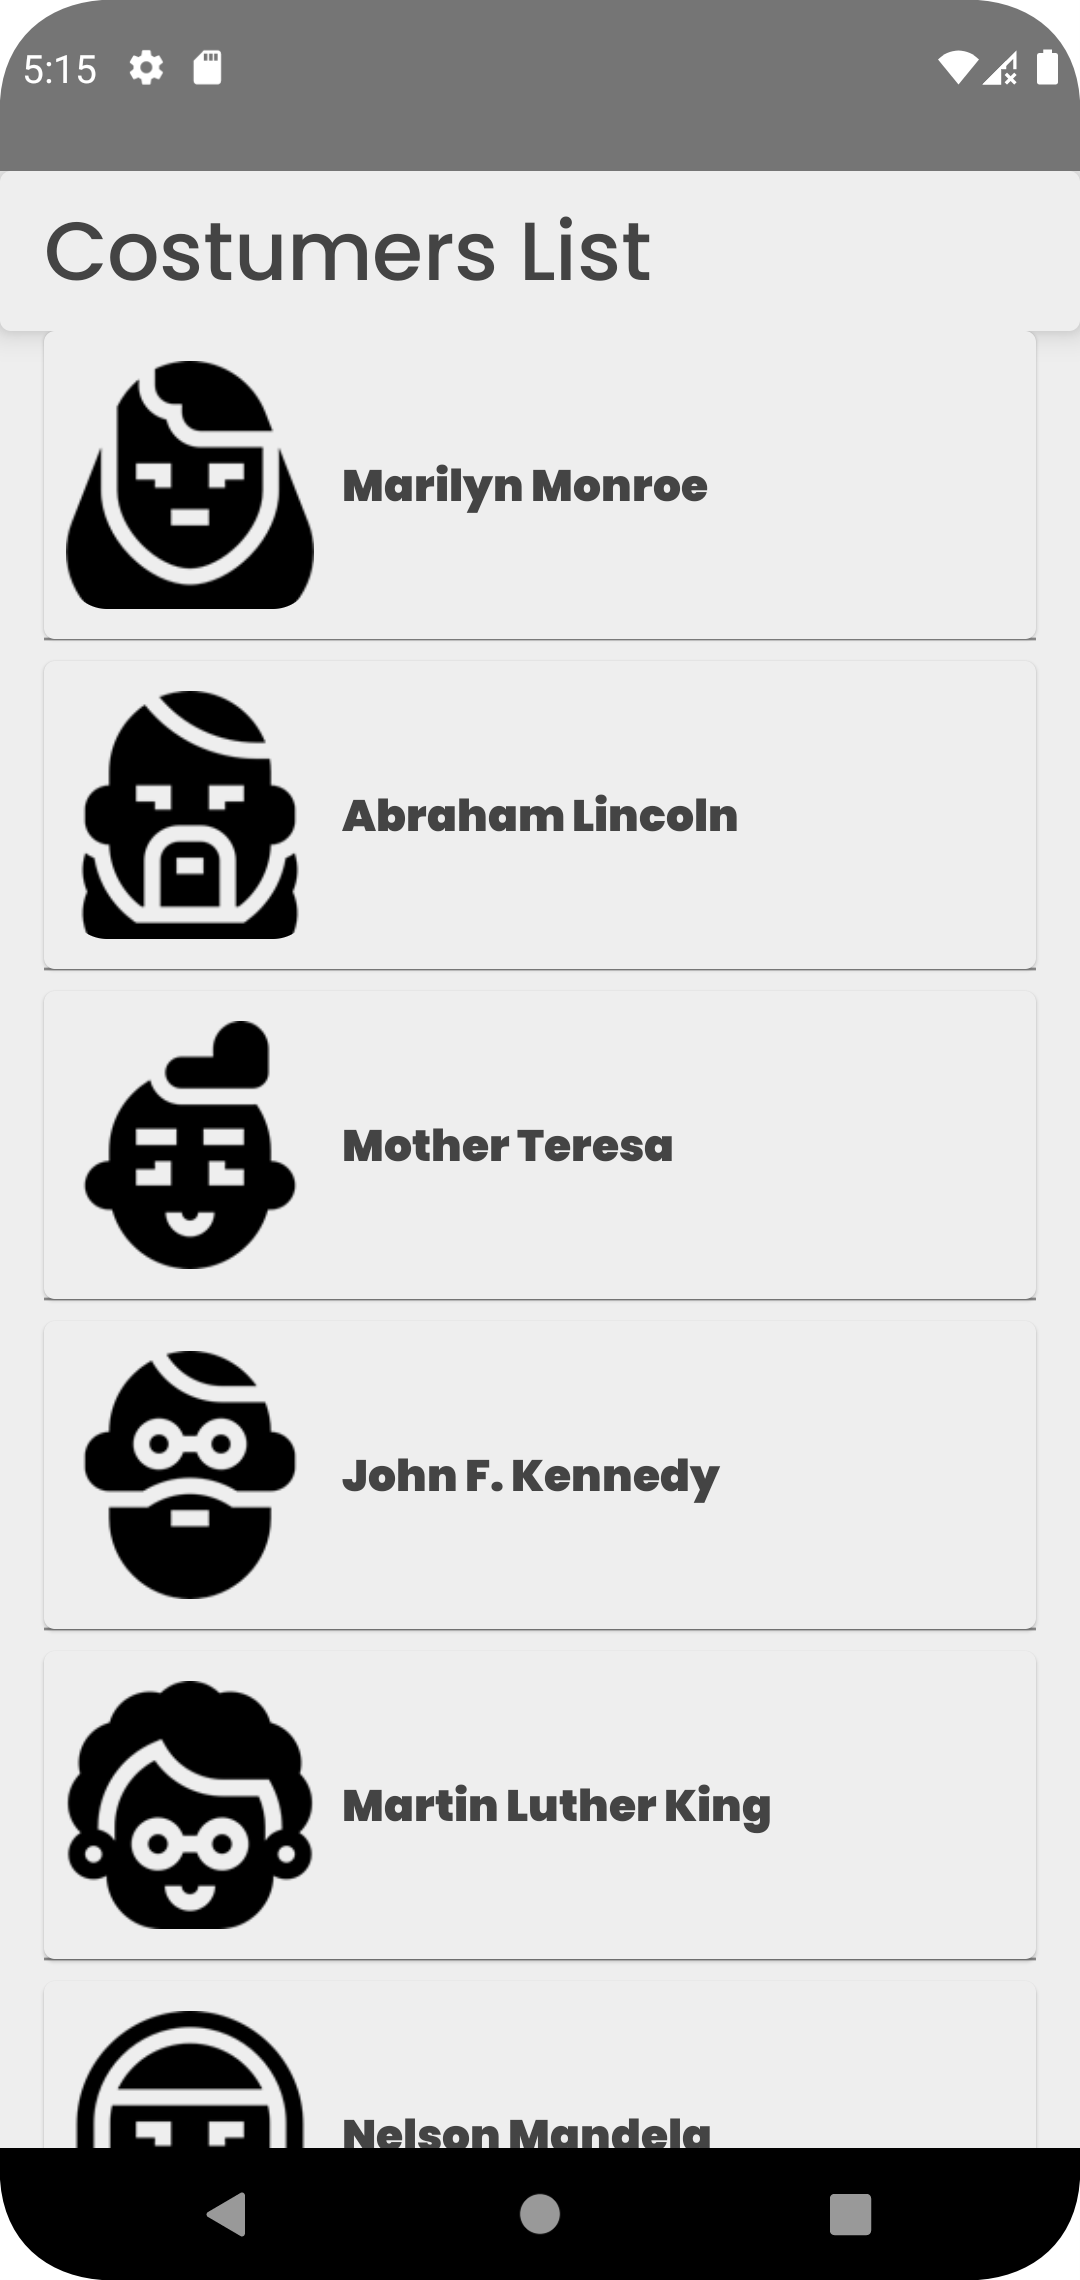 5:15
Costumers List
Marilyn Monroe
Abraham Lincoln
Mother Teresa
John F. Kennedy
Martin Luther King
Nelson Mandela